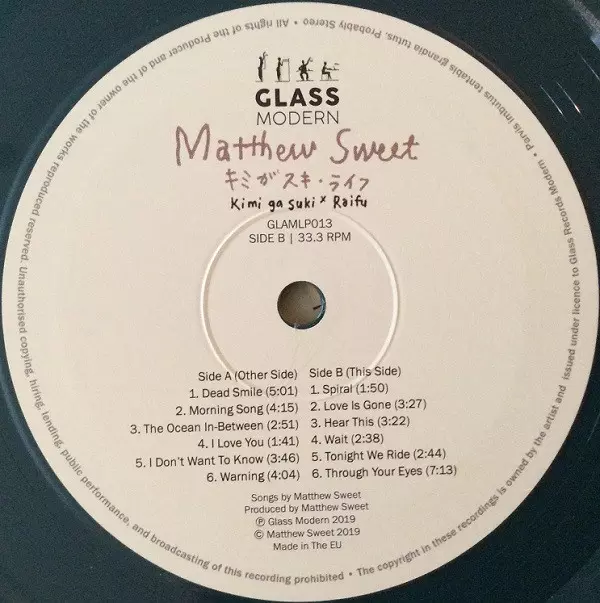 GLASS
MODERN
Matthew Sweet
キミがスキ・ライフ
Kimi ga suki * Raifu
GLAMLP013
SIDE B | 33.3 RPM
Side A (Other Side)
1. Dead Smile (5:01)
2. Morning Song (4:15)
3. The Ocean In-Between (2:51)
4. I Love You (1:41)
5. I Don't Want To Know (3:46)
6. Warning (4:04)
Side B (This Side)
1. Spiral (1:50)
2. Love Is Gone (3:27)
3. Hear This (3:22)
4. Wait (2:38)
5. Tonight We Ride (2:44)
6. Through Your Eyes (7:13)
Songs by Matthew Sweet
Produced by Matthew Sweet
℗ Glass Modern 2019
© Matthew Sweet 2019
Made in The EU
Parvis imbutus tentabis grandia tutus. Probably Stereo • All rights of the Producer and of the owner of the works reproduced reserved. Unauthorised copying, hiring, lending, public performance, and broadcasting of this recording prohibited • The copyright in these recordings is owned by the artist and issued under licence to Glass Records Modern •